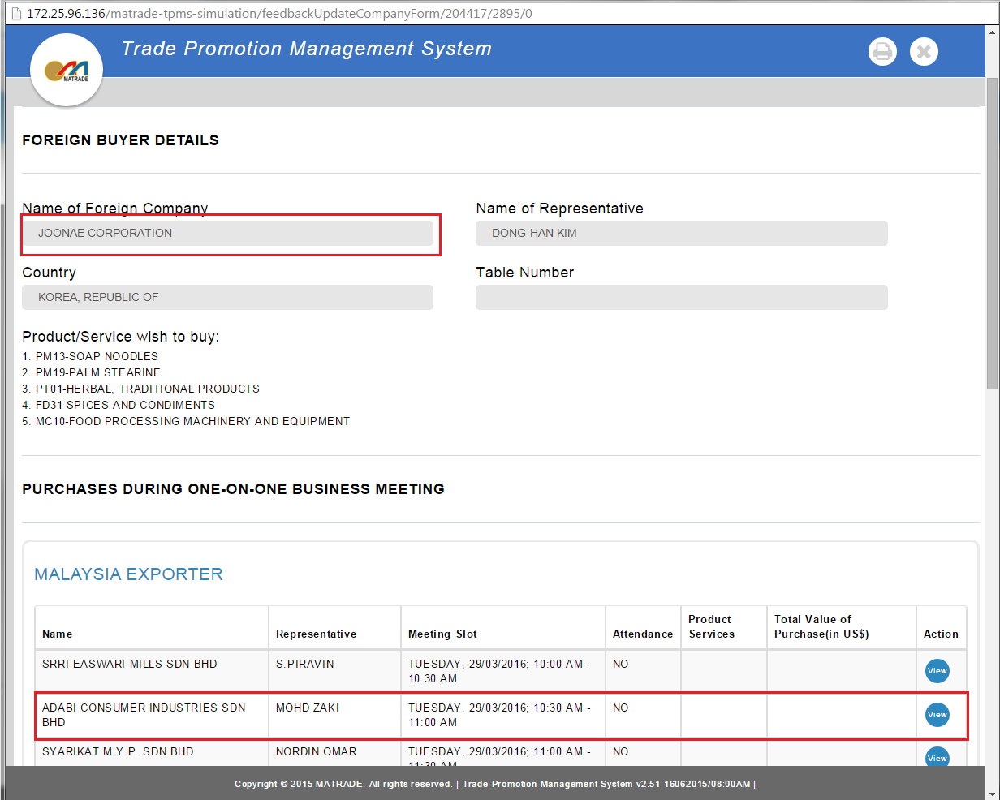 172.25.96.136/matrade-tpms-simulation/feedbackUpdateCompanyForm/204417/2895/0
MATRADE
Trade Promotion Management System
FOREIGN BUYER DETAILS
Name of Foreign Company
JOONAE CORPORATION
Name of Representative
DONG-HAN KIM
Country
KOREA, REPUBLIC OF
Table Number
Product/Service wish to buy:
1. PM13-SOAP NOODLES
2. PM19-PALM STEARINE
3. PT01-HERBAL, TRADITIONAL PRODUCTS
4. FD31-SPICES AND CONDIMENTS
5. MC10-FOOD PROCESSING MACHINERY AND EQUIPMENT
PURCHASES DURING ONE-ON-ONE BUSINESS MEETING
MALAYSIA EXPORTER
Name
Representative
Meeting Slot
Attendance
Product
Services
Total Value of
Purchase(in US$)
Action
SRRI EASWARI MILLS SDN BHD
S.PIRAVIN
TUESDAY, 29/03/2016; 10:00 AM -
10:30 AM
NO
View
ADABI CONSUMER INDUSTRIES SDN
BHD
MOHD ZAKI
TUESDAY, 29/03/2016; 10:30 AM -
11:00 AM
NO
View
SYARIKAT M.Y.P. SDN BHD
NORDIN OMAR
TUESDAY, 29/03/2016; 11:00 AM -
11:30 AM
NO
View
Copyright © 2015 MATRADE. All rights reserved. | Trade Promotion Management System v2.51 16062015/08:00AM |